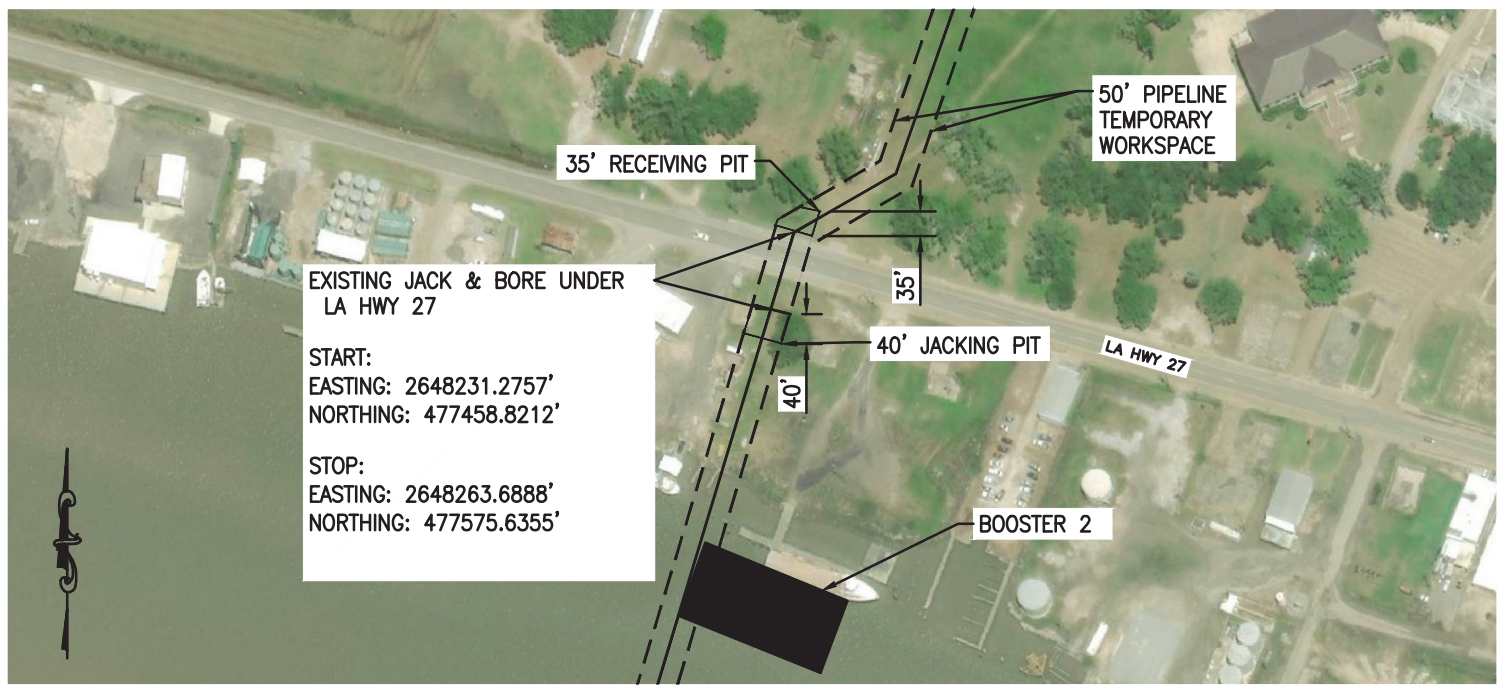 50' PIPELINE
TEMPORARY
WORKSPACE
35' RECEIVING PIT
EXISTING JACK & BORE UNDER
LA HWY 27
START:
EASTING: 2648231.2757'
NORTHING: 477458.8212'
STOP:
EASTING: 2648263.6888'
NORTHING: 477575.6355'
35'
40' JACKING PIT
LA HWY 27
40'
BOOSTER 2